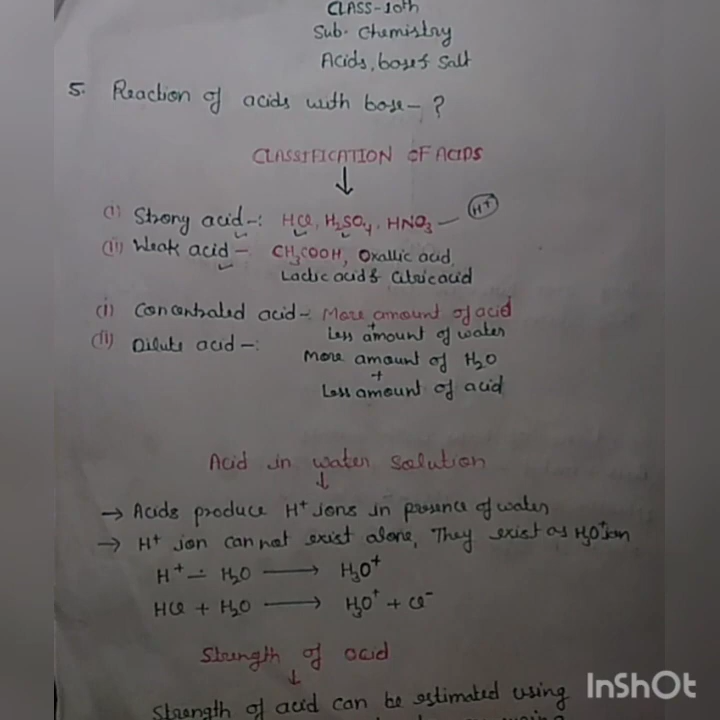 CLASS-10th
Sub- Chemistry
Acids, base & Salt
5. Reaction of acids with base - ?
CLASSIFICATION OF ACIDS
↓
(i) Strong acid -: HCl, H₂SO₄, HNO₃ — H⁺
(ii) Weak acid - CH₃COOH, Oxallic acid
Lactic acid & Citric acid
(i) Concentrated acid - More amount of acid
+
Less amount of water
(ii) Dilute acid -: More amount of H₂O
+
Less amount of acid
Acid in water solution
↓
→ Acids produce H⁺ ions in presence of water
→ H⁺ ion can not exist alone, They exist as H₃O⁺ ion
H⁺ + H₂O ⟶ H₃O⁺
HCl + H₂O ⟶ H₃O⁺ + Cl⁻
Strength of acid
↓
Strength of acid can be estimated using
InShOt